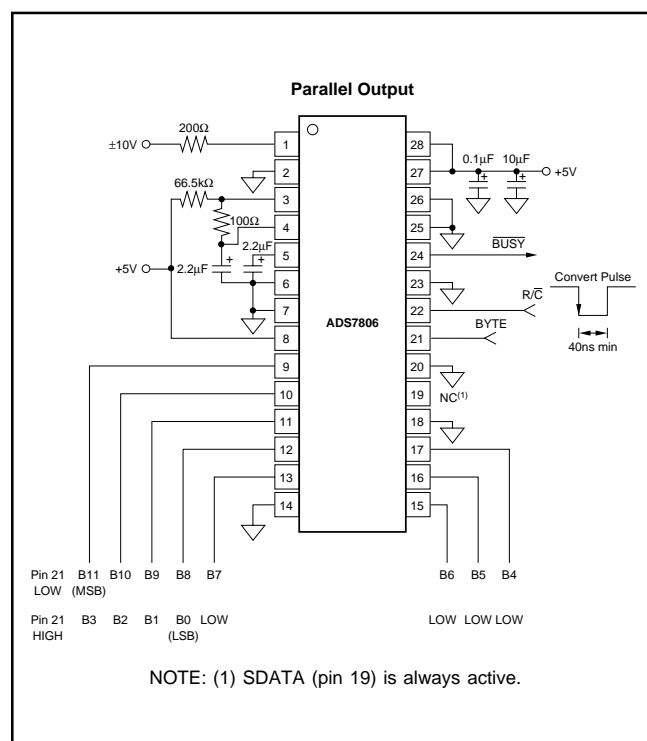 Parallel Output
200Ω
±10V
1
28
0.1µF
10µF
+
+
2
27
+5V
66.5kΩ
3
26
100Ω
4
25
2.2µF
+
5
24
BUSY
+5V
2.2µF
+
6
23
Convert Pulse
R/C
7
22
ADS7806
BYTE
8
21
40ns min
9
20
NC(1)
10
19
11
18
12
17
13
16
14
15
Pin 21 LOW B11 (MSB) B10 B9 B8 B7 B6 B5 B4
Pin 21 HIGH B3 B2 B1 B0 (LSB) LOW LOW LOW LOW
NOTE: (1) SDATA (pin 19) is always active.